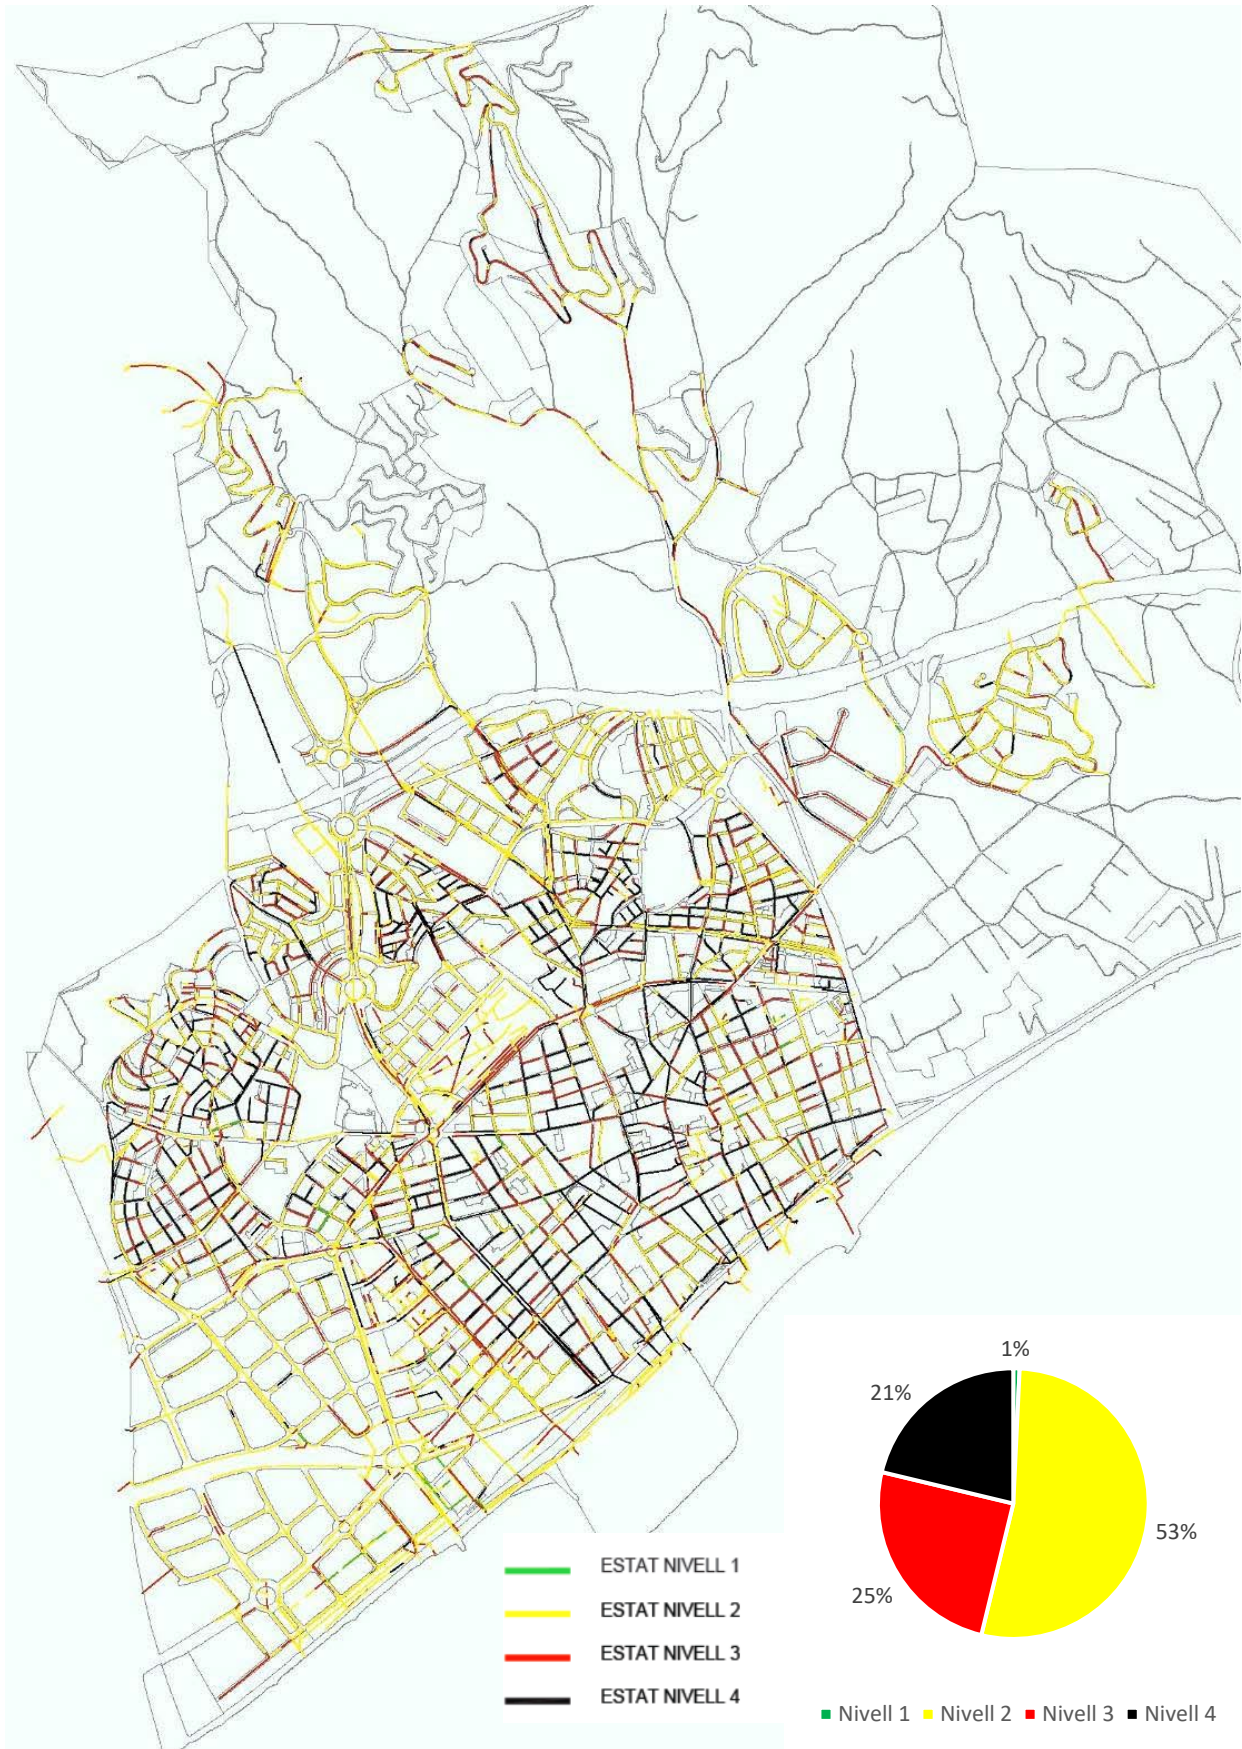 1%
21%
53%
25%
ESTAT NIVELL 1
ESTAT NIVELL 2
ESTAT NIVELL 3
ESTAT NIVELL 4
Nivell 1 Nivell 2 Nivell 3 Nivell 4